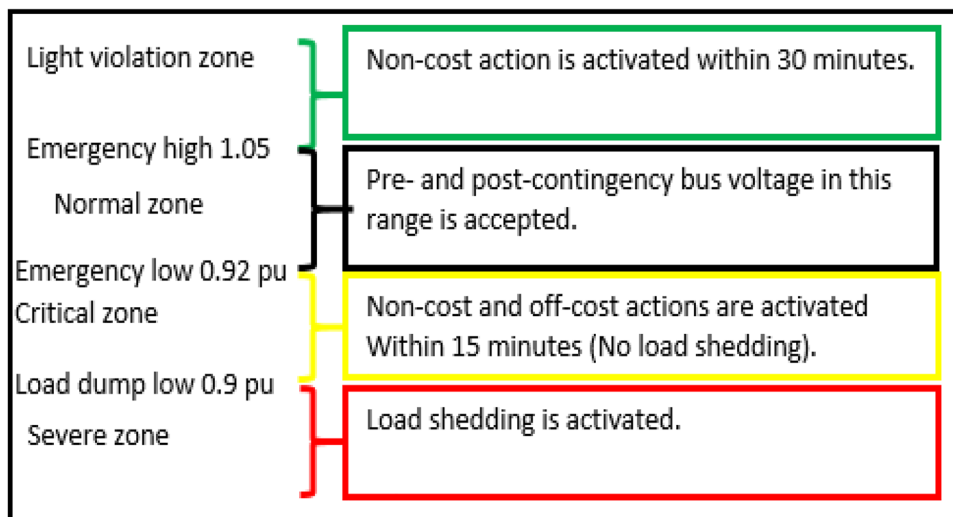 Light violation zone
Non-cost action is activated within 30 minutes.
Emergency high 1.05
Normal zone
Pre- and post-contingency bus voltage in this
range is accepted.
Emergency low 0.92 pu
Critical zone
Non-cost and off-cost actions are activated
Within 15 minutes (No load shedding).
Load dump low 0.9 pu
Severe zone
Load shedding is activated.